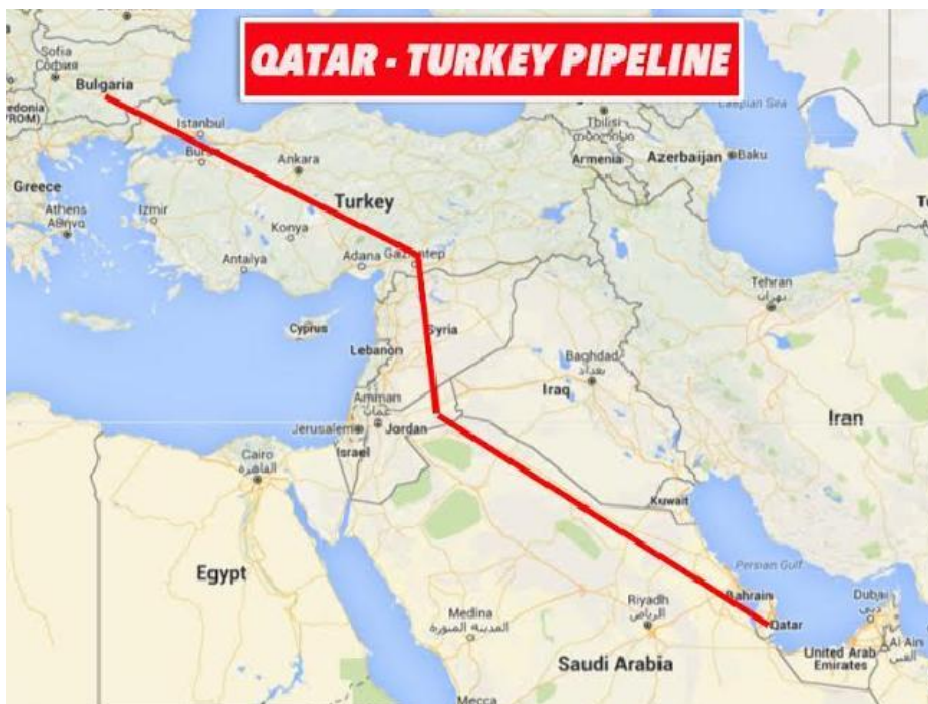 QATAR - TURKEY PIPELINE
Sofia
София
Bulgaria
Caspian Sea
Tbilisi
თბილისი
Istanbul
Armenia
Azerbaijan
Baku
Ankara
Greece
Turkey
Athens
Αθήνα
Izmir
Konya
Antalya
Adana
Tehran
تهران
Cyprus
Syria
Lebanon
Baghdad
بغداد
Iraq
Iran
Amman
عمان
Jerusalem
Jordan
Israel
Cairo
القاهرة
Kuwait
Egypt
Persian Gulf
Bahrain
Dubai
دبي
Medina
المدينة المنورة
Riyadh
الرياض
Qatar
Al Ain
العين
United Arab
Emirates
Saudi Arabia
Mecca